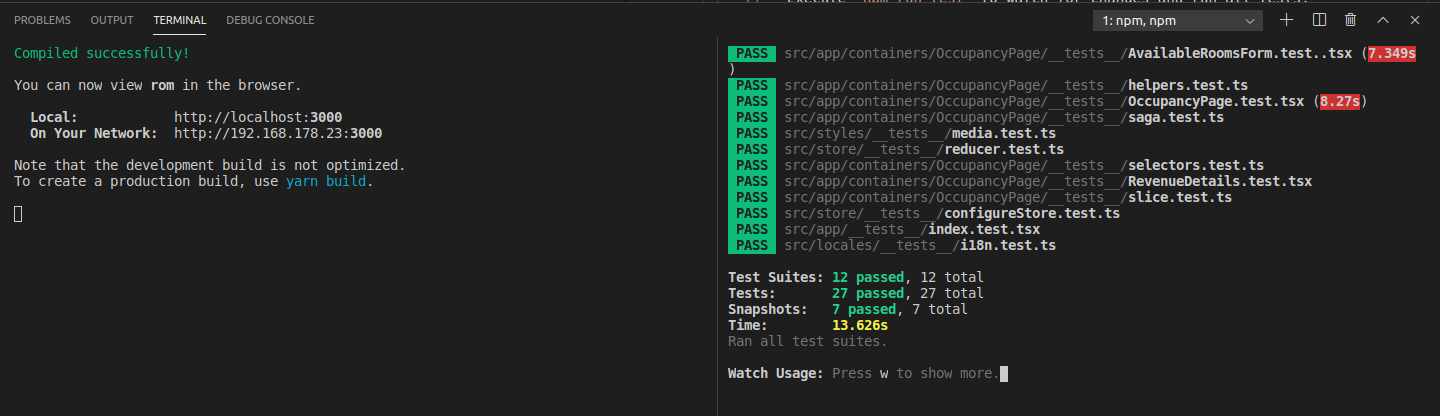 PROBLEMS OUTPUT TERMINAL DEBUG CONSOLE
1: npm, npm
Compiled successfully!
You can now view rom in the browser.
Local: http://localhost:3000
On Your Network: http://192.168.178.23:3000
Note that the development build is not optimized.
To create a production build, use yarn build.
PASS src/app/containers/OccupancyPage/__tests__/AvailableRoomsForm.test..tsx (7.349s
)
PASS src/app/containers/OccupancyPage/__tests__/helpers.test.ts
PASS src/app/containers/OccupancyPage/__tests__/OccupancyPage.test.tsx (8.27s)
PASS src/app/containers/OccupancyPage/__tests__/saga.test.ts
PASS src/styles/__tests__/media.test.ts
PASS src/store/__tests__/reducer.test.ts
PASS src/app/containers/OccupancyPage/__tests__/selectors.test.ts
PASS src/app/containers/OccupancyPage/__tests__/RevenueDetails.test.tsx
PASS src/app/containers/OccupancyPage/__tests__/slice.test.ts
PASS src/store/__tests__/configureStore.test.ts
PASS src/app/__tests__/index.test.tsx
PASS src/locales/__tests__/i18n.test.ts
Test Suites: 12 passed, 12 total
Tests: 27 passed, 27 total
Snapshots: 7 passed, 7 total
Time: 13.626s
Ran all test suites.
Watch Usage: Press w to show more.